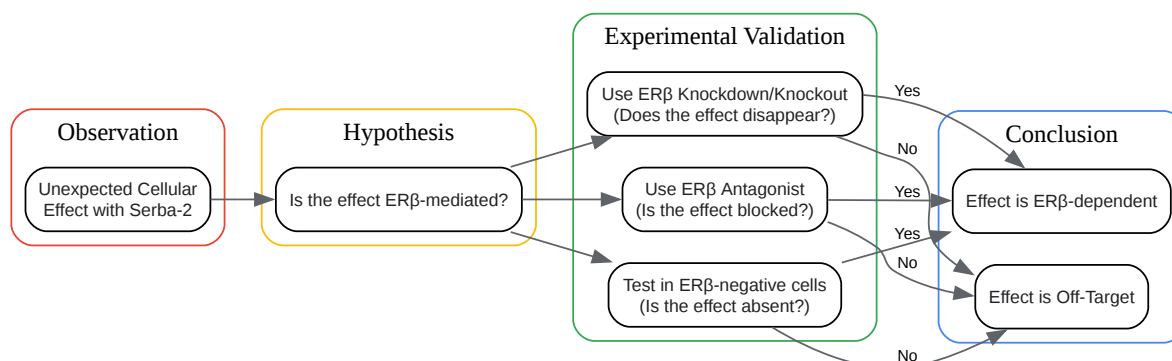 Observation
Unexpected Cellular
Effect with Serba-2
Hypothesis
Is the effect ERβ-mediated?
Experimental Validation
Use ERβ Knockdown/Knockout
(Does the effect disappear?)
Use ERβ Antagonist
(Is the effect blocked?)
Test in ERβ-negative cells
(Is the effect absent?)
Yes
No
Yes
Yes
No
No
Conclusion
Effect is ERβ-dependent
Effect is Off-Target